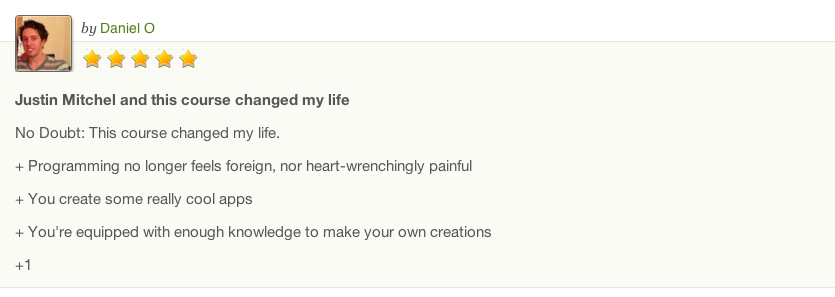 by Daniel O
Justin Mitchel and this course changed my life
No Doubt: This course changed my life.
+ Programming no longer feels foreign, nor heart-wrenchingly painful
+ You create some really cool apps
+ You're equipped with enough knowledge to make your own creations
+1